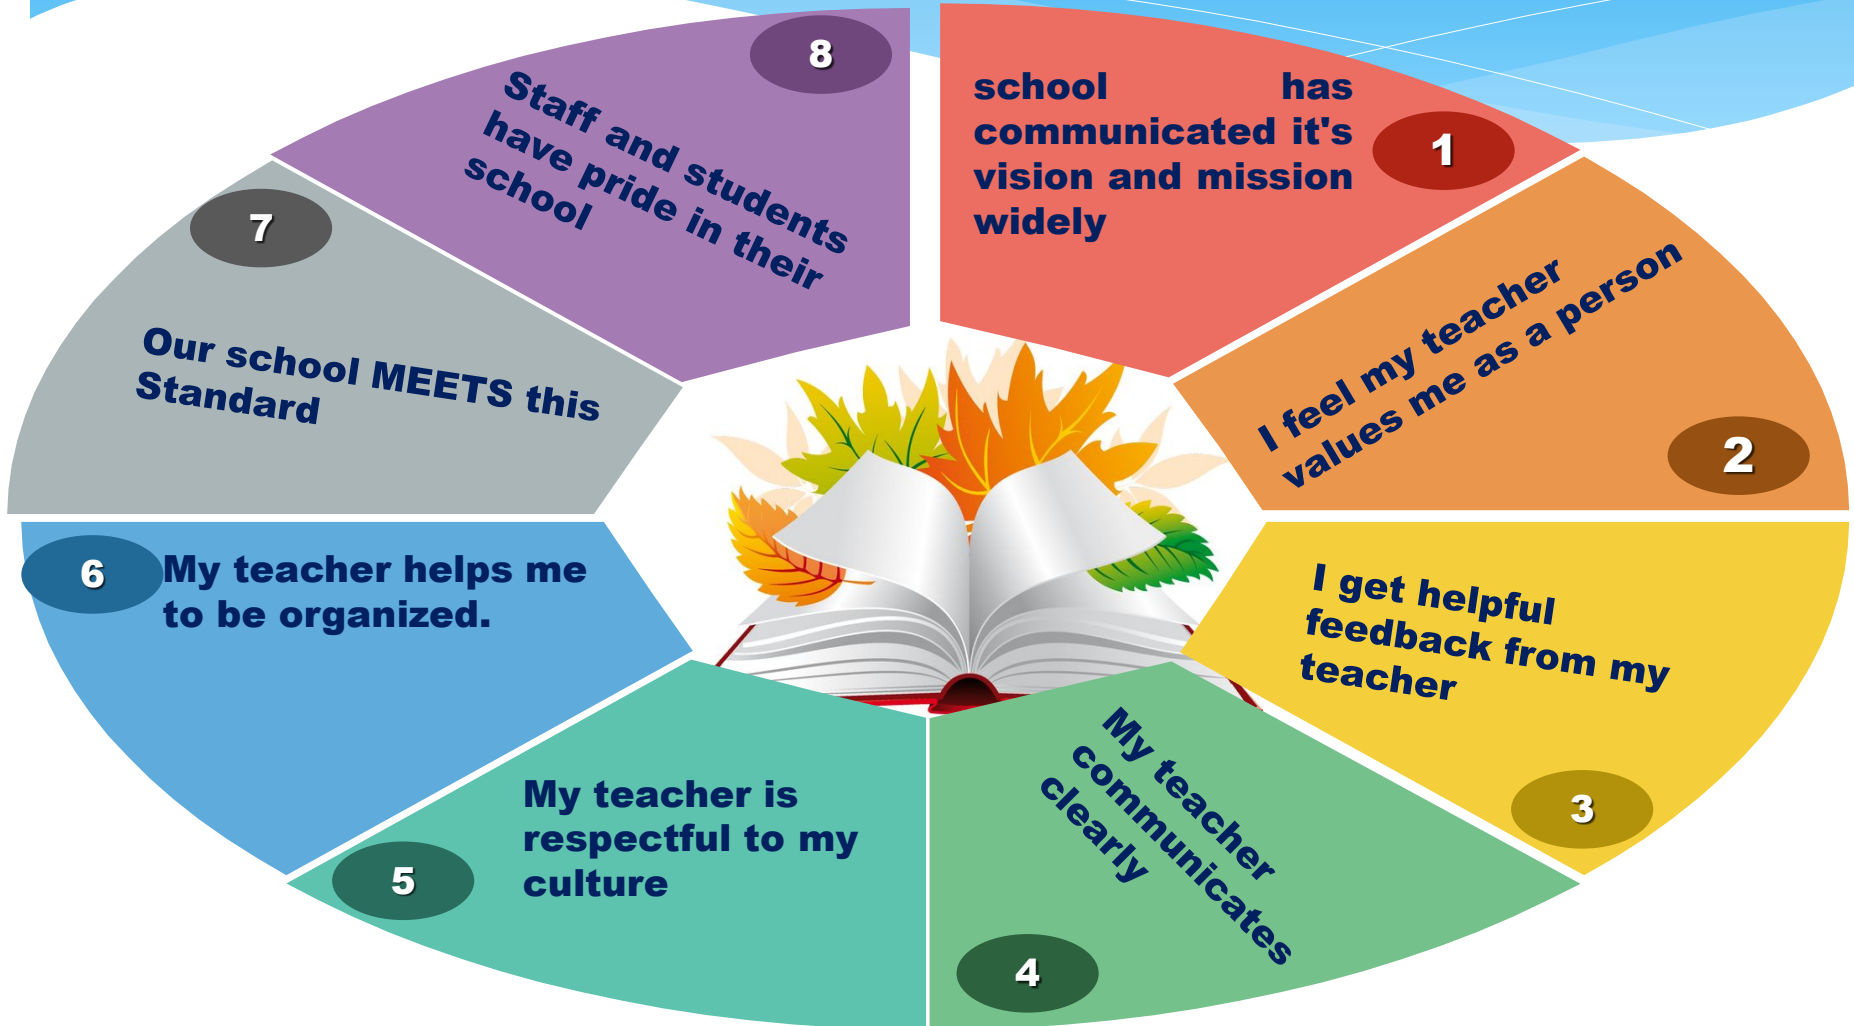 1
school has
communicated it's
vision and mission
widely
2
I feel my teacher
values me as a person
3
I get helpful
feedback from my
teacher
4
My teacher
communicates
clearly
5
My teacher is
respectful to my
culture
6
My teacher helps me
to be organized.
7
Our school MEETS this
Standard
8
Staff and students
have pride in their
school